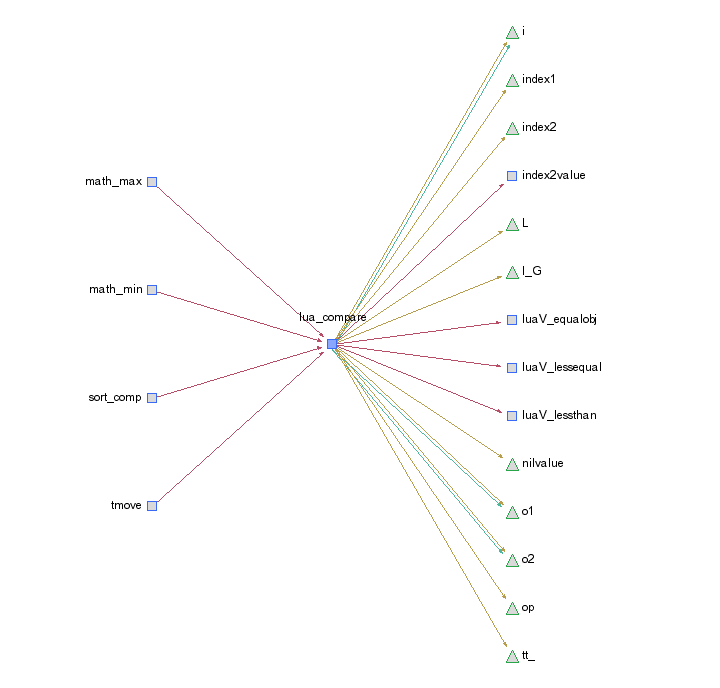 i
index1
index2
math_max
index2value
L
l_G
math_min
lua_compare
luaV_equalobj
luaV_lessequal
sort_comp
luaV_lessthan
nilvalue
tmove
o1
o2
op
tt_